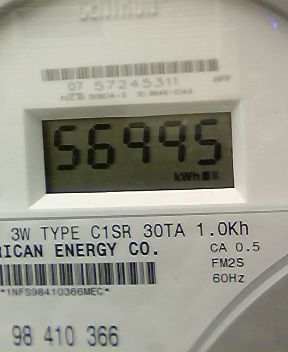 07 57245311
56995
kWh
3W TYPE C1SR 30TA 1.0Kh
RICAN ENERGY CO.
CA 0.5
FM2S
60Hz
*1NFS98410366MEC*
98 410 366